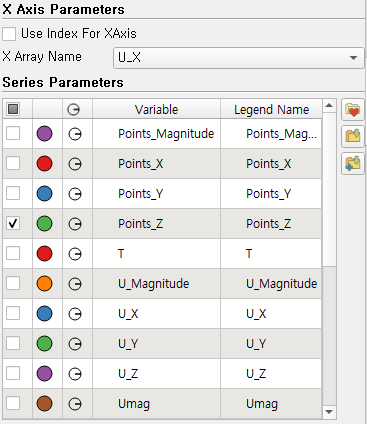 X Axis Parameters
Use Index For XAxis
X Array Name U_X
Series Parameters
Variable Legend Name
Points_Magnitude Points_Mag...
Points_X Points_X
Points_Y Points_Y
Points_Z Points_Z
T T
U_Magnitude U_Magnitude
U_X U_X
U_Y U_Y
U_Z U_Z
Umag Umag